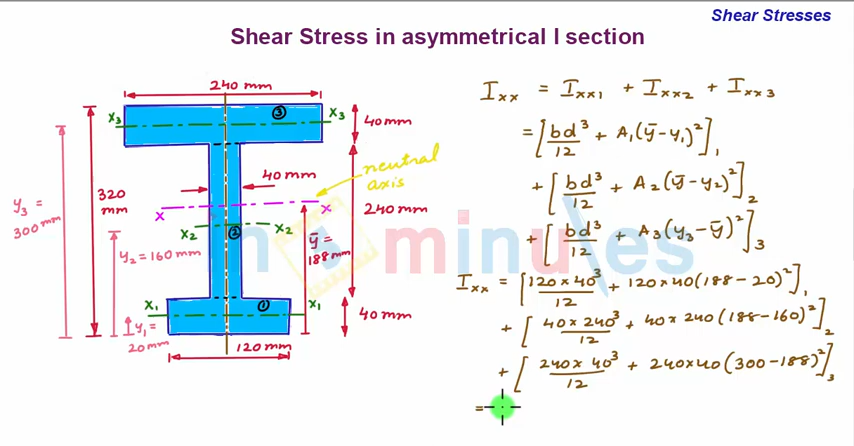 Shear Stresses
Shear Stress in asymmetrical I section
240 mm
X3 ③ X3
40 mm
neutral axis
40 mm
y3 = 300 mm
320 mm
X X
240 mm
X2 ② X2
ȳ = 188 mm
y2 = 160 mm
X1 ① X1
y1 = 20 mm
40 mm
120 mm
in minutes
Ixx = Ixx1 + Ixx2 + Ixx3
= [bd³/12 + A1(ȳ - y1)²]1
+ [bd³/12 + A2(ȳ - y2)²]2
+ [bd³/12 + A3(y3 - ȳ)²]3
Ixx = [120 × 40³/12 + 120 × 40(188 - 20)²]1
+ [40 × 240³/12 + 40 × 240(188 - 160)²]2
+ [240 × 40³/12 + 240 × 40(300 - 188)²]3
=